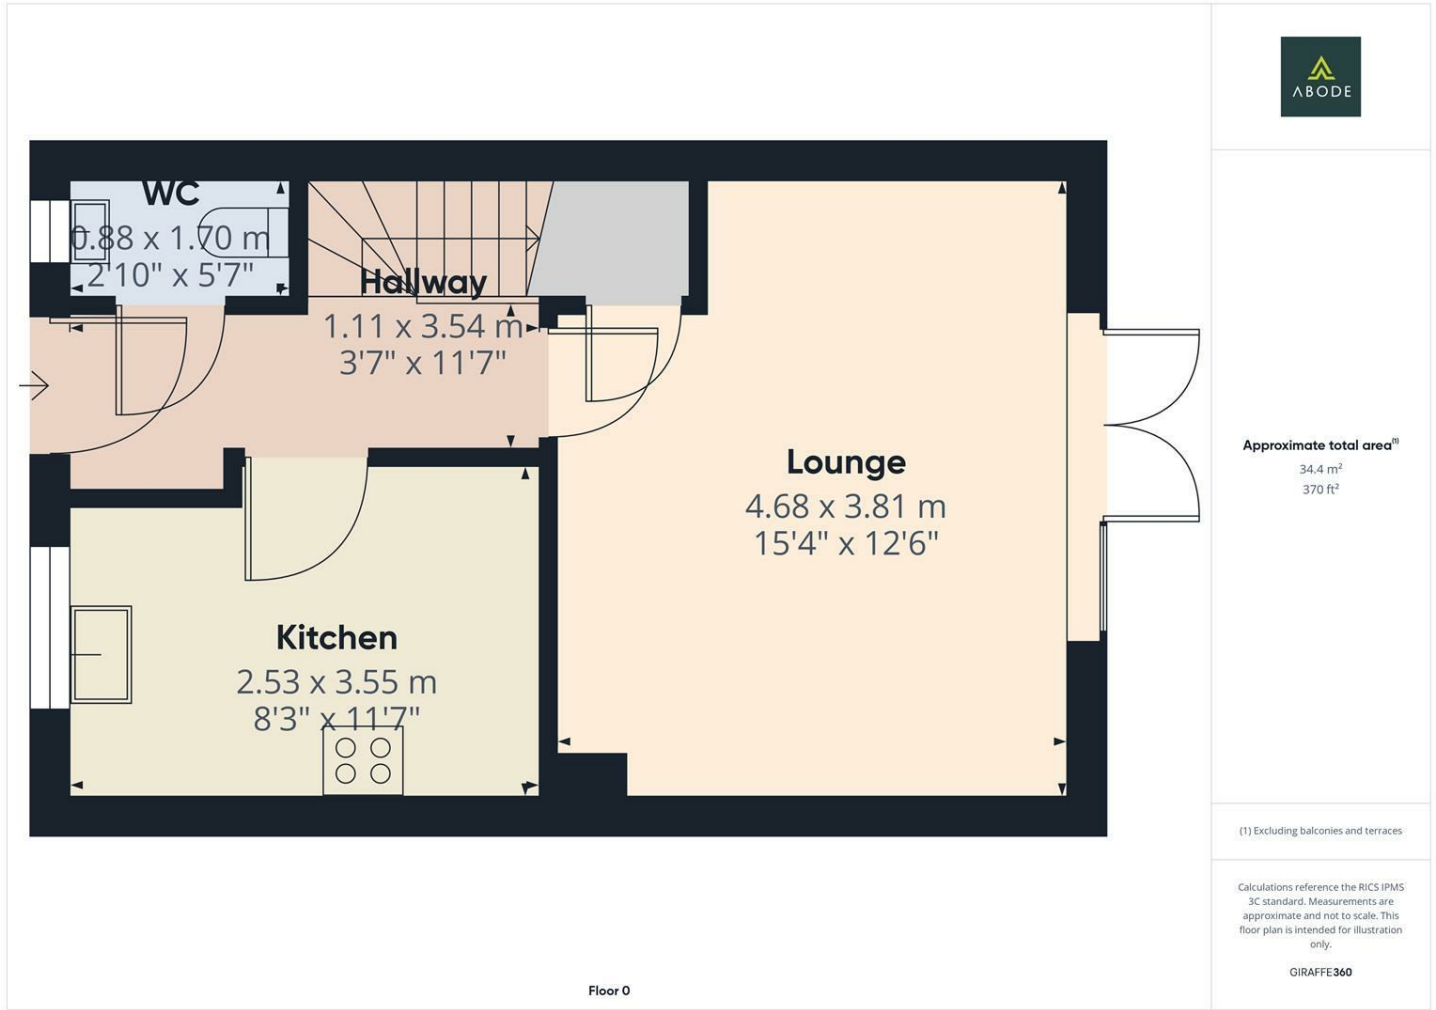 WC
0.88 x 1.70 m
2'10" x 5'7"
Hallway
1.11 x 3.54 m
3'7" x 11'7"
Lounge
4.68 x 3.81 m
15'4" x 12'6"
Kitchen
2.53 x 3.55 m
8'3" x 11'7"
Floor 0
ABODE
Approximate total area⁽¹⁾
34.4 m²
370 ft²
(1) Excluding balconies and terraces
Calculations reference the RICS IPMS
3C standard. Measurements are
approximate and not to scale. This
floor plan is intended for illustration
only.
GIRAFFE360